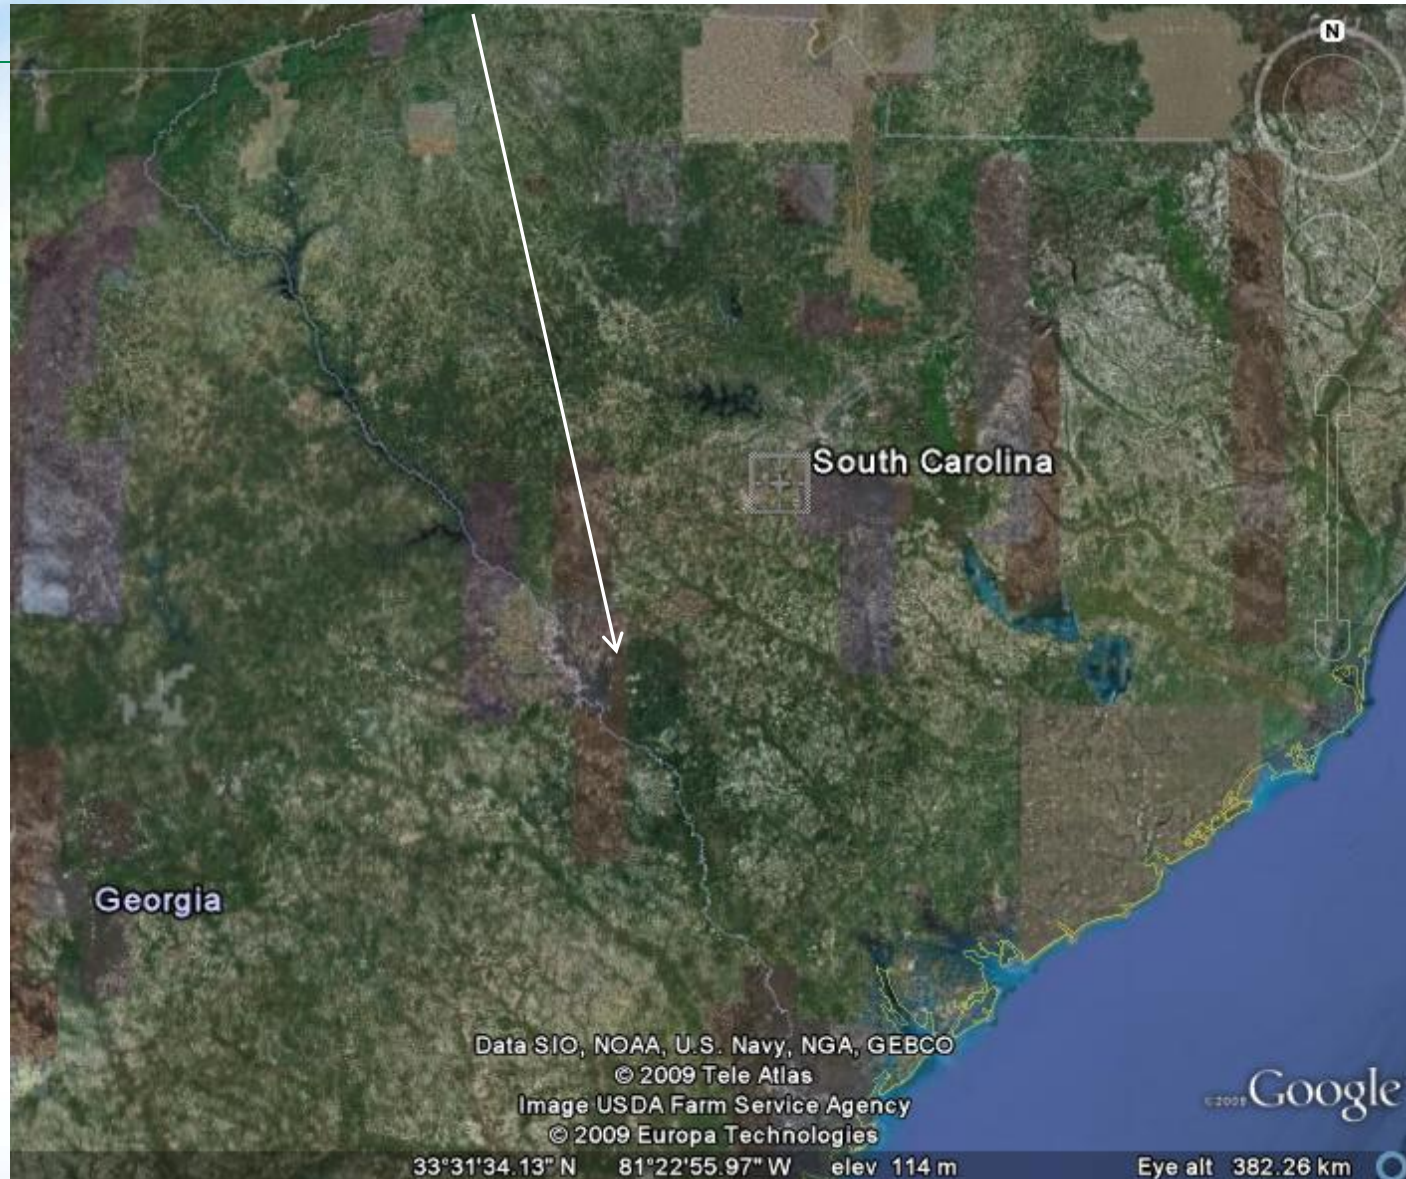 N
South Carolina
Georgia
Data SIO, NOAA, U.S. Navy, NGA, GEBCO
© 2009 Tele Atlas
Image USDA Farm Service Agency
© 2009 Europa Technologies
©2009 Google
33°31'34.13" N 81°22'55.97" W elev 114 m Eye alt 382.26 km